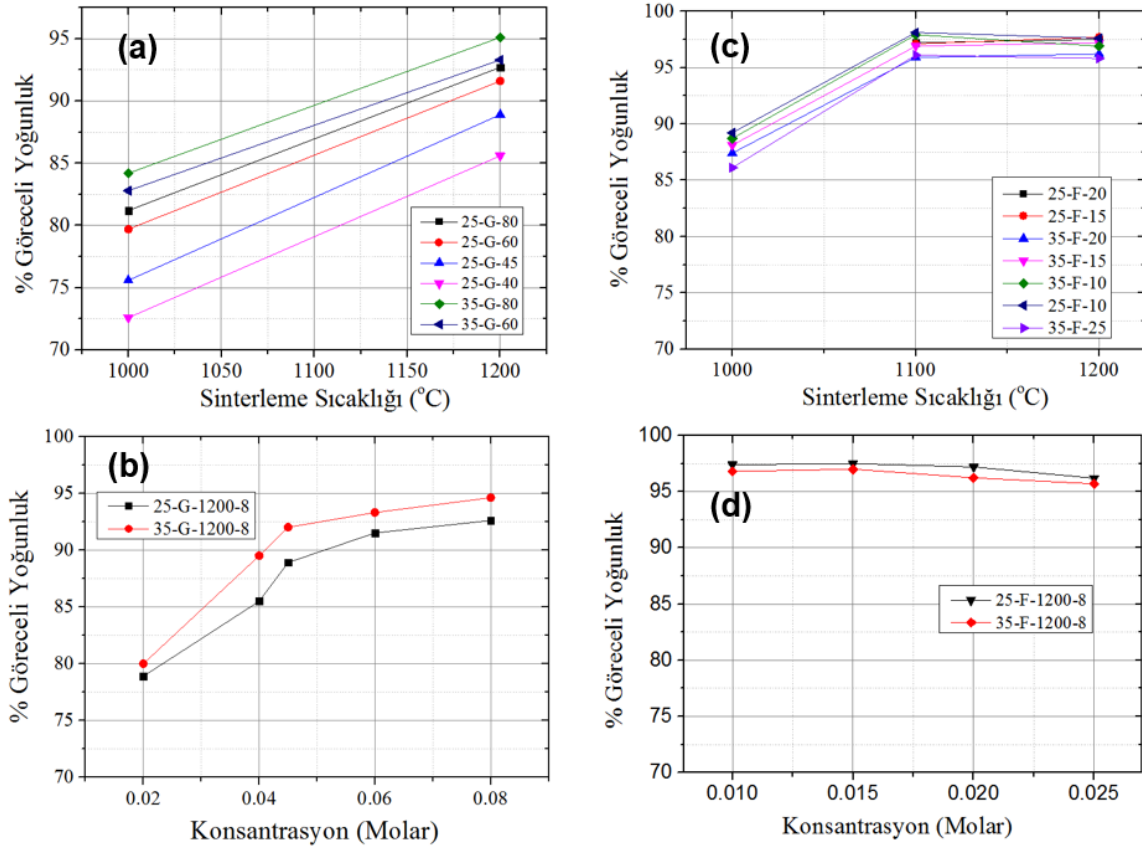 (a)
% Göreceli Yoğunluk
95
90
85
80
75
70
1000 1050 1100 1150 1200
Sinterleme Sıcaklığı (°C)
25-G-80
25-G-60
25-G-45
25-G-40
35-G-80
35-G-60
(c)
% Göreceli Yoğunluk
100
95
90
85
80
75
70
1000 1100 1200
Sinterleme Sıcaklığı (°C)
25-F-20
25-F-15
35-F-20
35-F-15
35-F-10
25-F-10
35-F-25
(b)
% Göreceli Yoğunluk
100
95
90
85
80
75
70
0.02 0.04 0.06 0.08
Konsantrasyon (Molar)
25-G-1200-8
35-G-1200-8
(d)
% Göreceli Yoğunluk
100
95
90
85
80
75
70
0.010 0.015 0.020 0.025
Konsantrasyon (Molar)
25-F-1200-8
35-F-1200-8